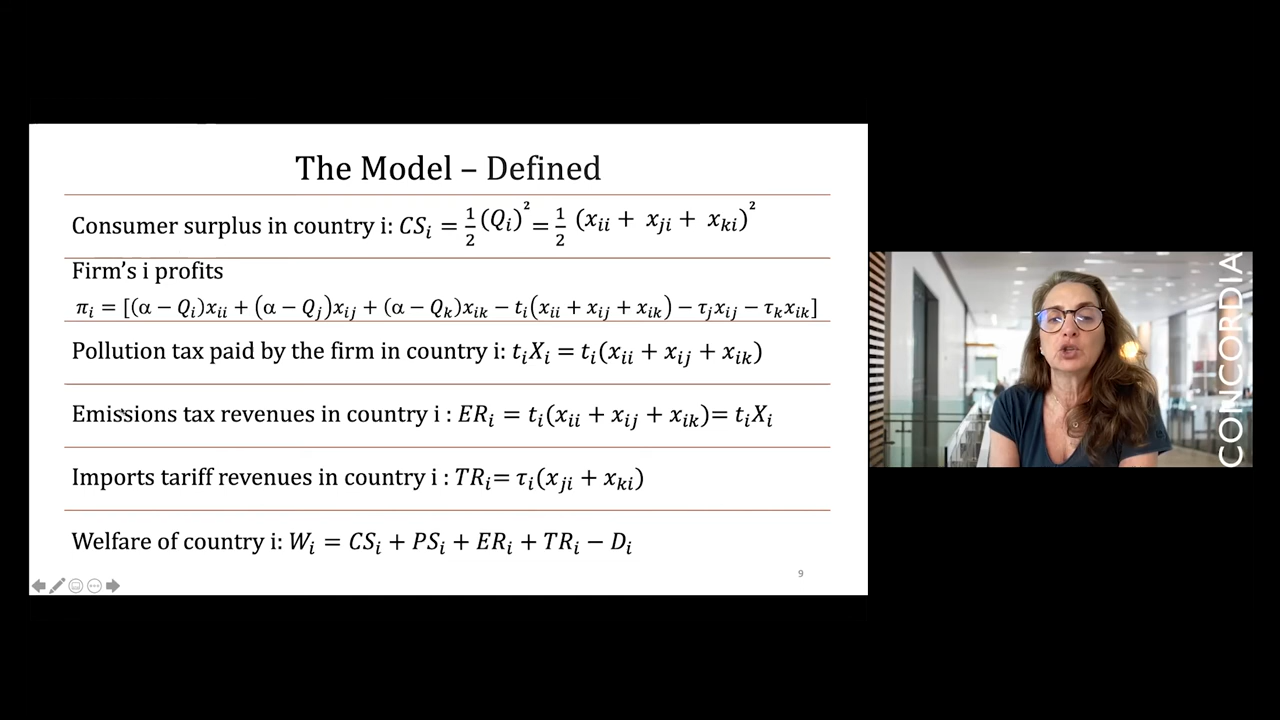 The Model – Defined
Consumer surplus in country i: CSᵢ = ½(Qᵢ)² = ½ (xᵢᵢ + xⱼᵢ + xₖᵢ)²
Firm's i profits
πᵢ = [(α − Qᵢ)xᵢᵢ + (α − Qⱼ)xᵢⱼ + (α − Qₖ)xᵢₖ − tᵢ(xᵢᵢ + xᵢⱼ + xᵢₖ) − τⱼxᵢⱼ − τₖxᵢₖ]
Pollution tax paid by the firm in country i: tᵢXᵢ = tᵢ(xᵢᵢ + xᵢⱼ + xᵢₖ)
Emissions tax revenues in country i : ERᵢ = tᵢ(xᵢᵢ + xᵢⱼ + xᵢₖ)= tᵢXᵢ
Imports tariff revenues in country i : TRᵢ= τᵢ(xⱼᵢ + xₖᵢ)
Welfare of country i: Wᵢ = CSᵢ + PSᵢ + ERᵢ + TRᵢ − Dᵢ
9
CONCORDIA